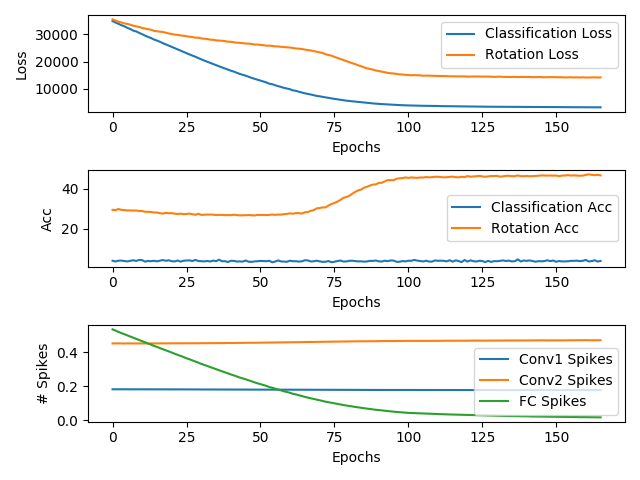 30000
20000
10000
Loss
Classification Loss
Rotation Loss
0 25 50 75 100 125 150
Epochs
40
20
Acc
Classification Acc
Rotation Acc
0 25 50 75 100 125 150
Epochs
0.4
0.2
0.0
# Spikes
Conv1 Spikes
Conv2 Spikes
FC Spikes
0 25 50 75 100 125 150
Epochs